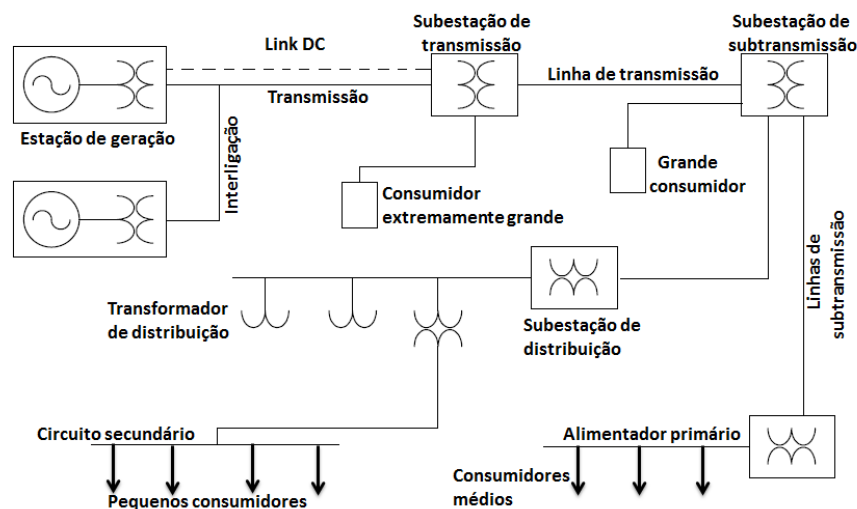 Link DC
Subestação de
transmissão
Subestação de
subtransmissão
Linha de transmissão
Transmissão
Estação de geração
Interligação
Consumidor
extremamente grande
Grande
consumidor
Linhas de
subtransmissão
Transformador
de distribuição
Subestação de
distribuição
Circuito secundário
Pequenos consumidores
Alimentador primário
Consumidores
médios